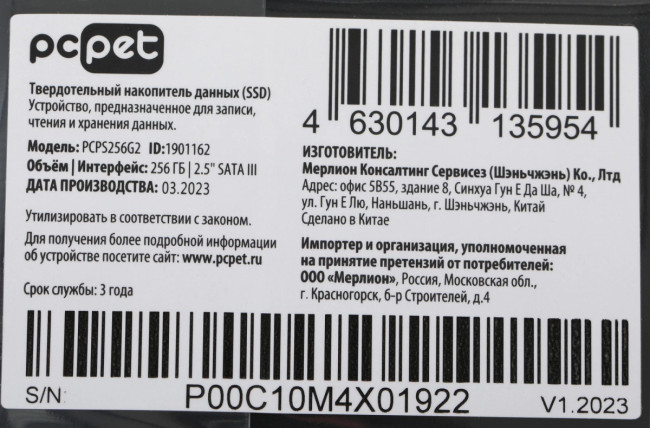 pcpet
Твердотельный накопитель данных (SSD)
Устройство, предназначенное для записи,
чтения и хранения данных.
Модель: PCPS256G2 ID:1901162
Объём | Интерфейс: 256 ГБ | 2.5" SATA III
ДАТА ПРОИЗВОДСТВА: 03.2023
Утилизировать в соответствии с законом.
Для получения более подробной информации
об устройстве посетите сайт: www.pcpet.ru
Срок службы: 3 года
4 630143 135954
ИЗГОТОВИТЕЛЬ:
Мерлион Консалтинг Сервисез (Шэньчжэнь) Ко., Лтд
Адрес: офис 5B55, здание 8, Синхуа Гун Е Да Ша, № 4,
ул. Гун Е Лю, Наньшань, г. Шэньчжэнь, Китай
Сделано в Китае
Импортер и организация, уполномоченная
на принятие претензий от потребителей:
ООО «Мерлион», Россия, Московская обл.,
г. Красногорск, б-р Строителей, д.4
S/N: P00C10M4X01922 V1.2023